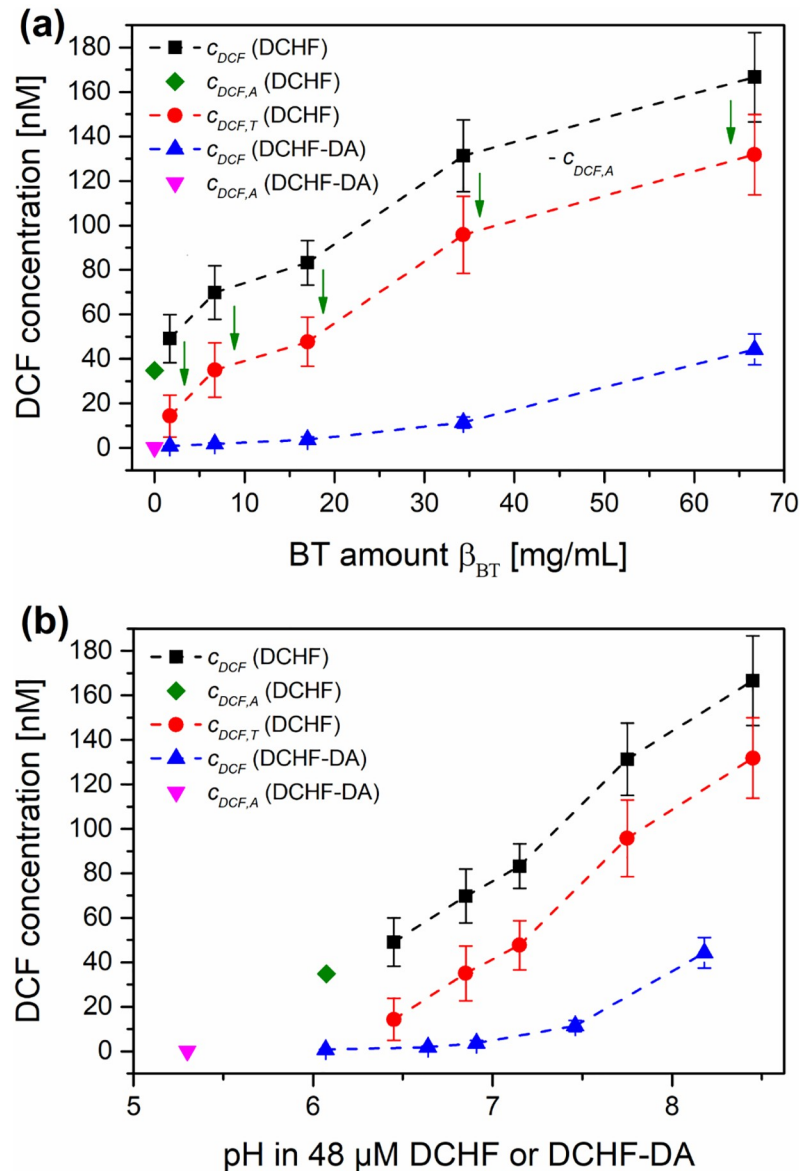 (a)
c_DCF (DCHF)
c_DCF,A (DCHF)
c_DCF,T (DCHF)
c_DCF (DCHF-DA)
c_DCF,A (DCHF-DA)
- c_DCF,A
180
160
140
120
100
80
60
40
20
0
DCF concentration [nM]
0 10 20 30 40 50 60 70
BT amount β_BT [mg/mL]
(b)
c_DCF (DCHF)
c_DCF,A (DCHF)
c_DCF,T (DCHF)
c_DCF (DCHF-DA)
c_DCF,A (DCHF-DA)
180
160
140
120
100
80
60
40
20
0
DCF concentration [nM]
5 6 7 8
pH in 48 µM DCHF or DCHF-DA